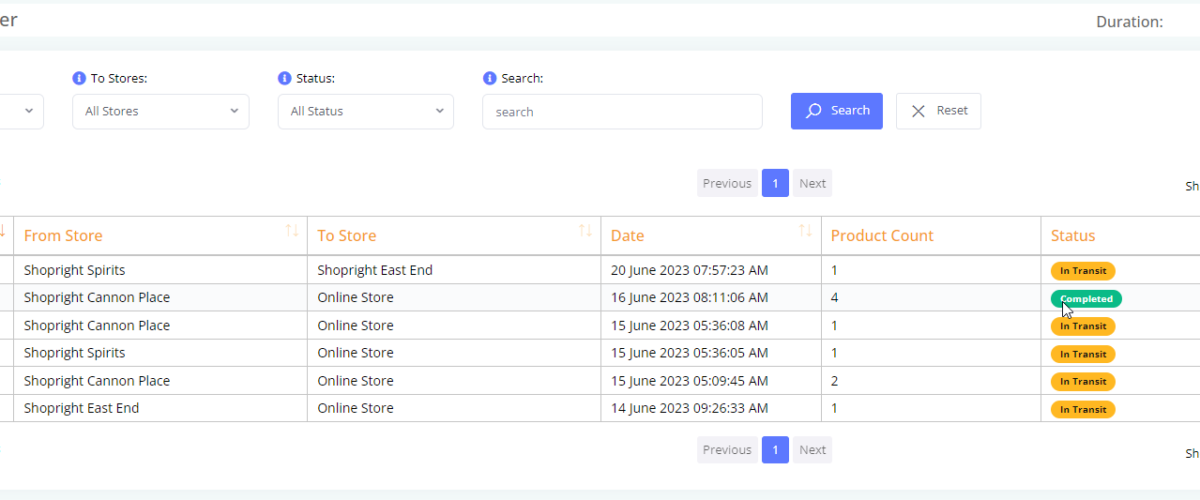 er
Duration:
To Stores: Status: Search:
All Stores All Status search Search Reset
Previous 1 Next
Sh
From Store To Store Date Product Count Status
Shopright Spirits Shopright East End 20 June 2023 07:57:23 AM 1 In Transit
Shopright Cannon Place Online Store 16 June 2023 08:11:06 AM 4 Completed
Shopright Cannon Place Online Store 15 June 2023 05:36:08 AM 1 In Transit
Shopright Spirits Online Store 15 June 2023 05:36:05 AM 1 In Transit
Shopright Cannon Place Online Store 15 June 2023 05:09:45 AM 2 In Transit
Shopright East End Online Store 14 June 2023 09:26:33 AM 1 In Transit
Previous 1 Next
Sh